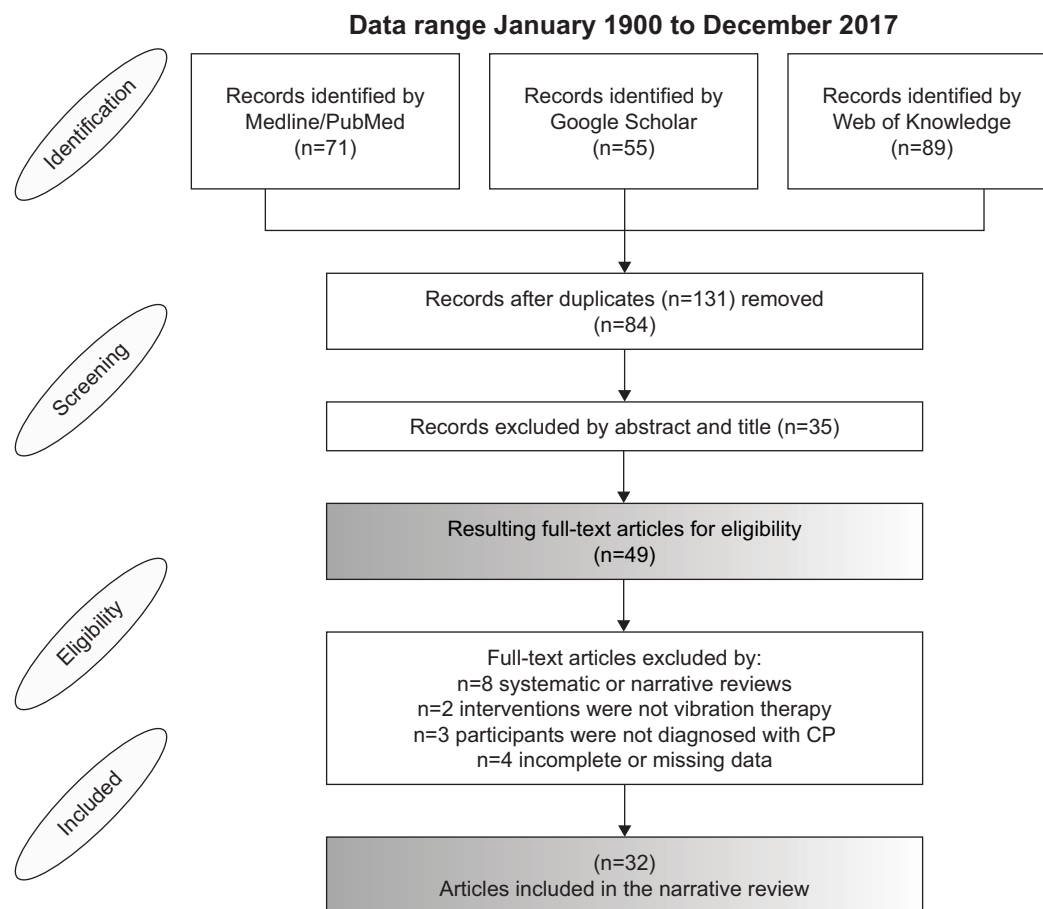 Data range January 1900 to December 2017
Identification
Records identified by
Medline/PubMed
(n=71)
Records identified by
Google Scholar
(n=55)
Records identified by
Web of Knowledge
(n=89)
Records after duplicates (n=131) removed
(n=84)
Screening
Records excluded by abstract and title (n=35)
Resulting full-text articles for eligibility
(n=49)
Eligibility
Full-text articles excluded by:
n=8 systematic or narrative reviews
n=2 interventions were not vibration therapy
n=3 participants were not diagnosed with CP
n=4 incomplete or missing data
Included
(n=32)
Articles included in the narrative review